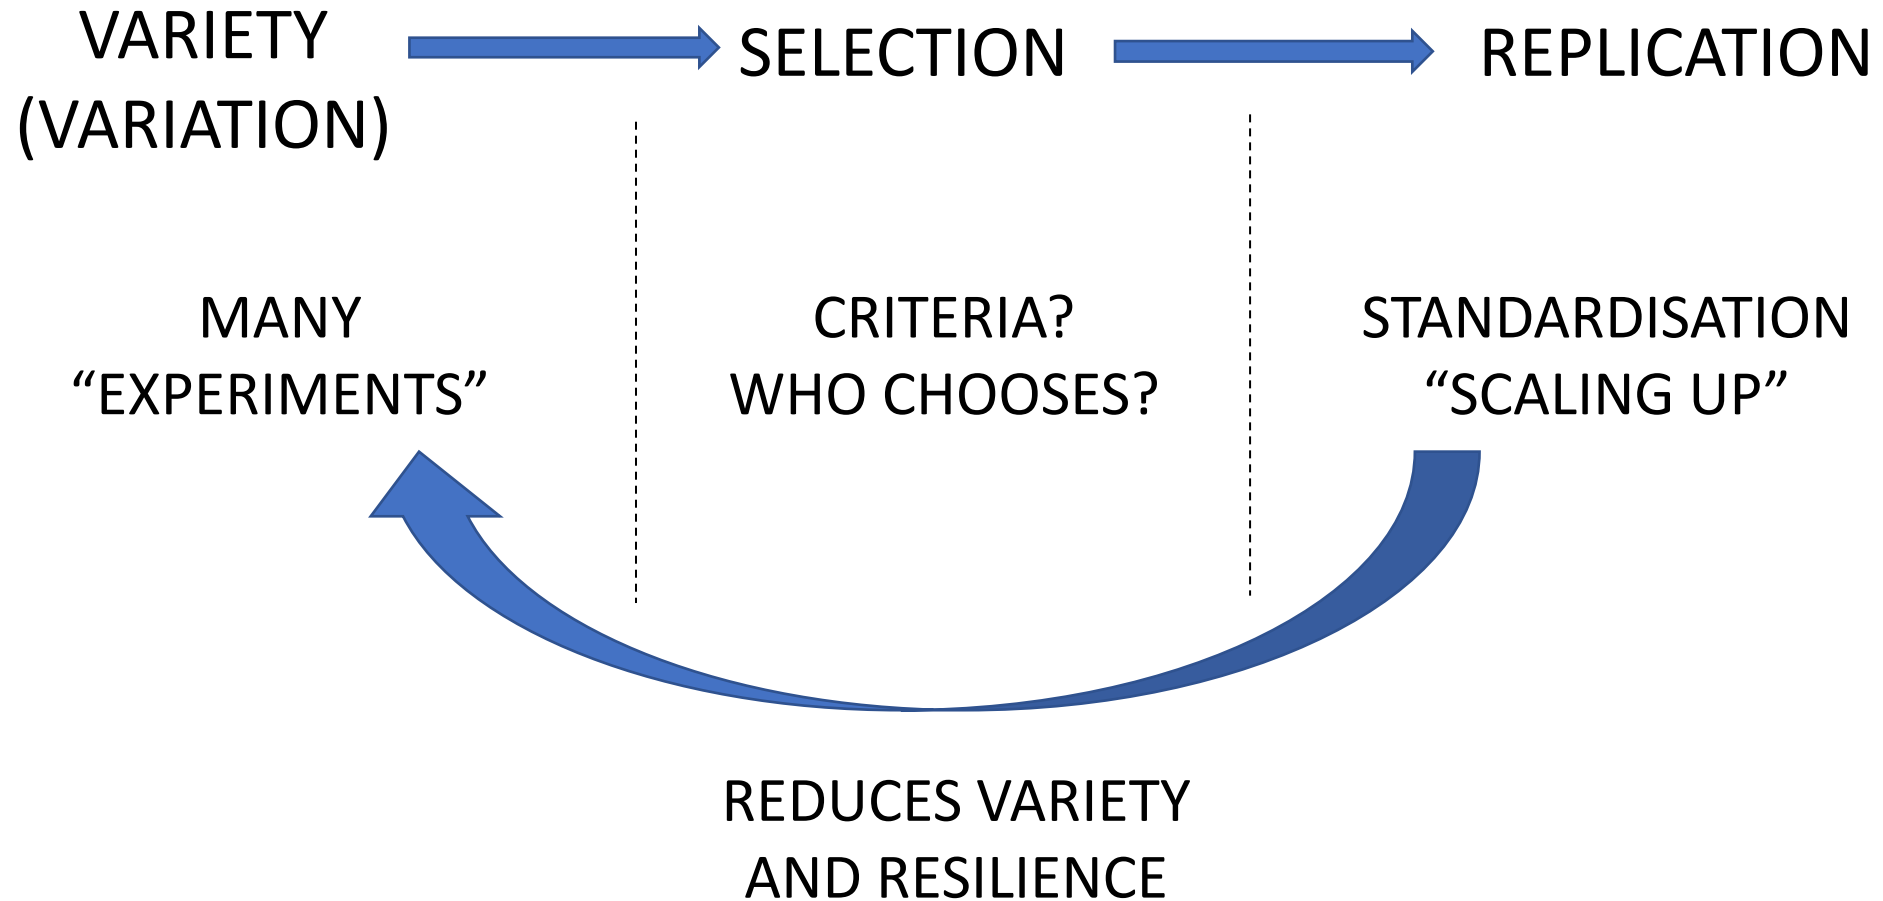 VARIETY
(VARIATION)
SELECTION
REPLICATION
MANY
“EXPERIMENTS”
CRITERIA?
WHO CHOOSES?
STANDARDISATION
“SCALING UP”
REDUCES VARIETY
AND RESILIENCE